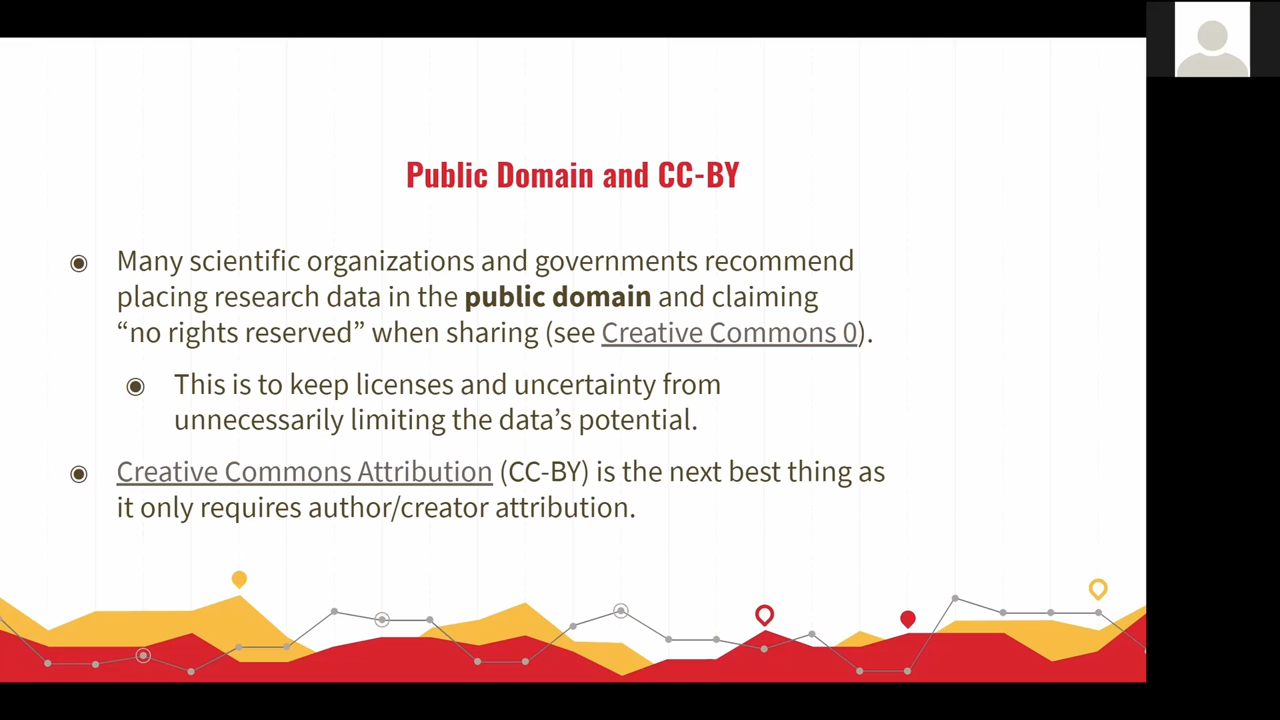 Public Domain and CC-BY
Many scientific organizations and governments recommend
placing research data in the public domain and claiming
“no rights reserved” when sharing (see Creative Commons 0).
This is to keep licenses and uncertainty from
unnecessarily limiting the data’s potential.
Creative Commons Attribution (CC-BY) is the next best thing as
it only requires author/creator attribution.